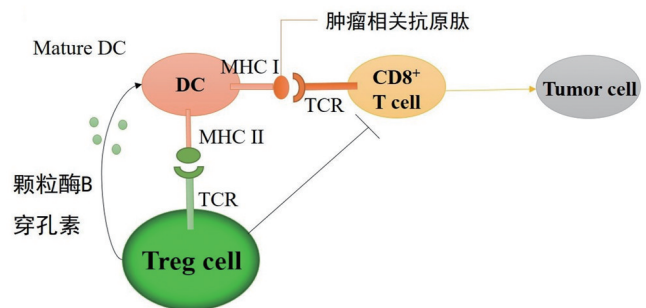 肿瘤相关抗原肽
Mature DC
MHC I
DC
CD8+
T cell
TCR
Tumor cell
MHC II
颗粒酶B
穿孔素
TCR
Treg cell